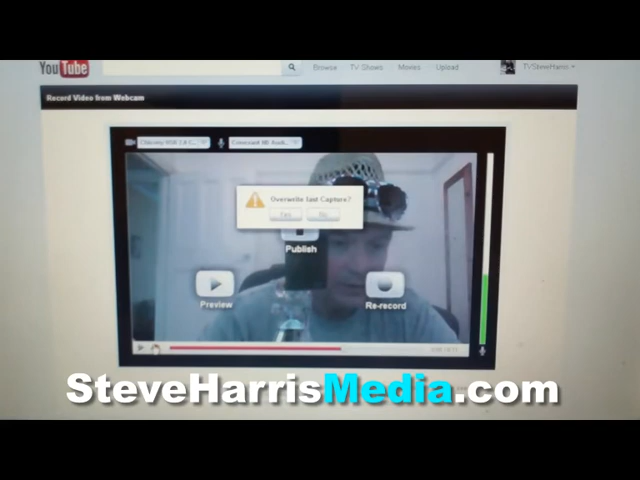 YouTube Browse TV Shows Movies Upload TVSteveHarris
Record Video from Webcam
Overwrite last Capture?
Yes No
Publish
Preview
Re-record
SteveHarrisMedia.com